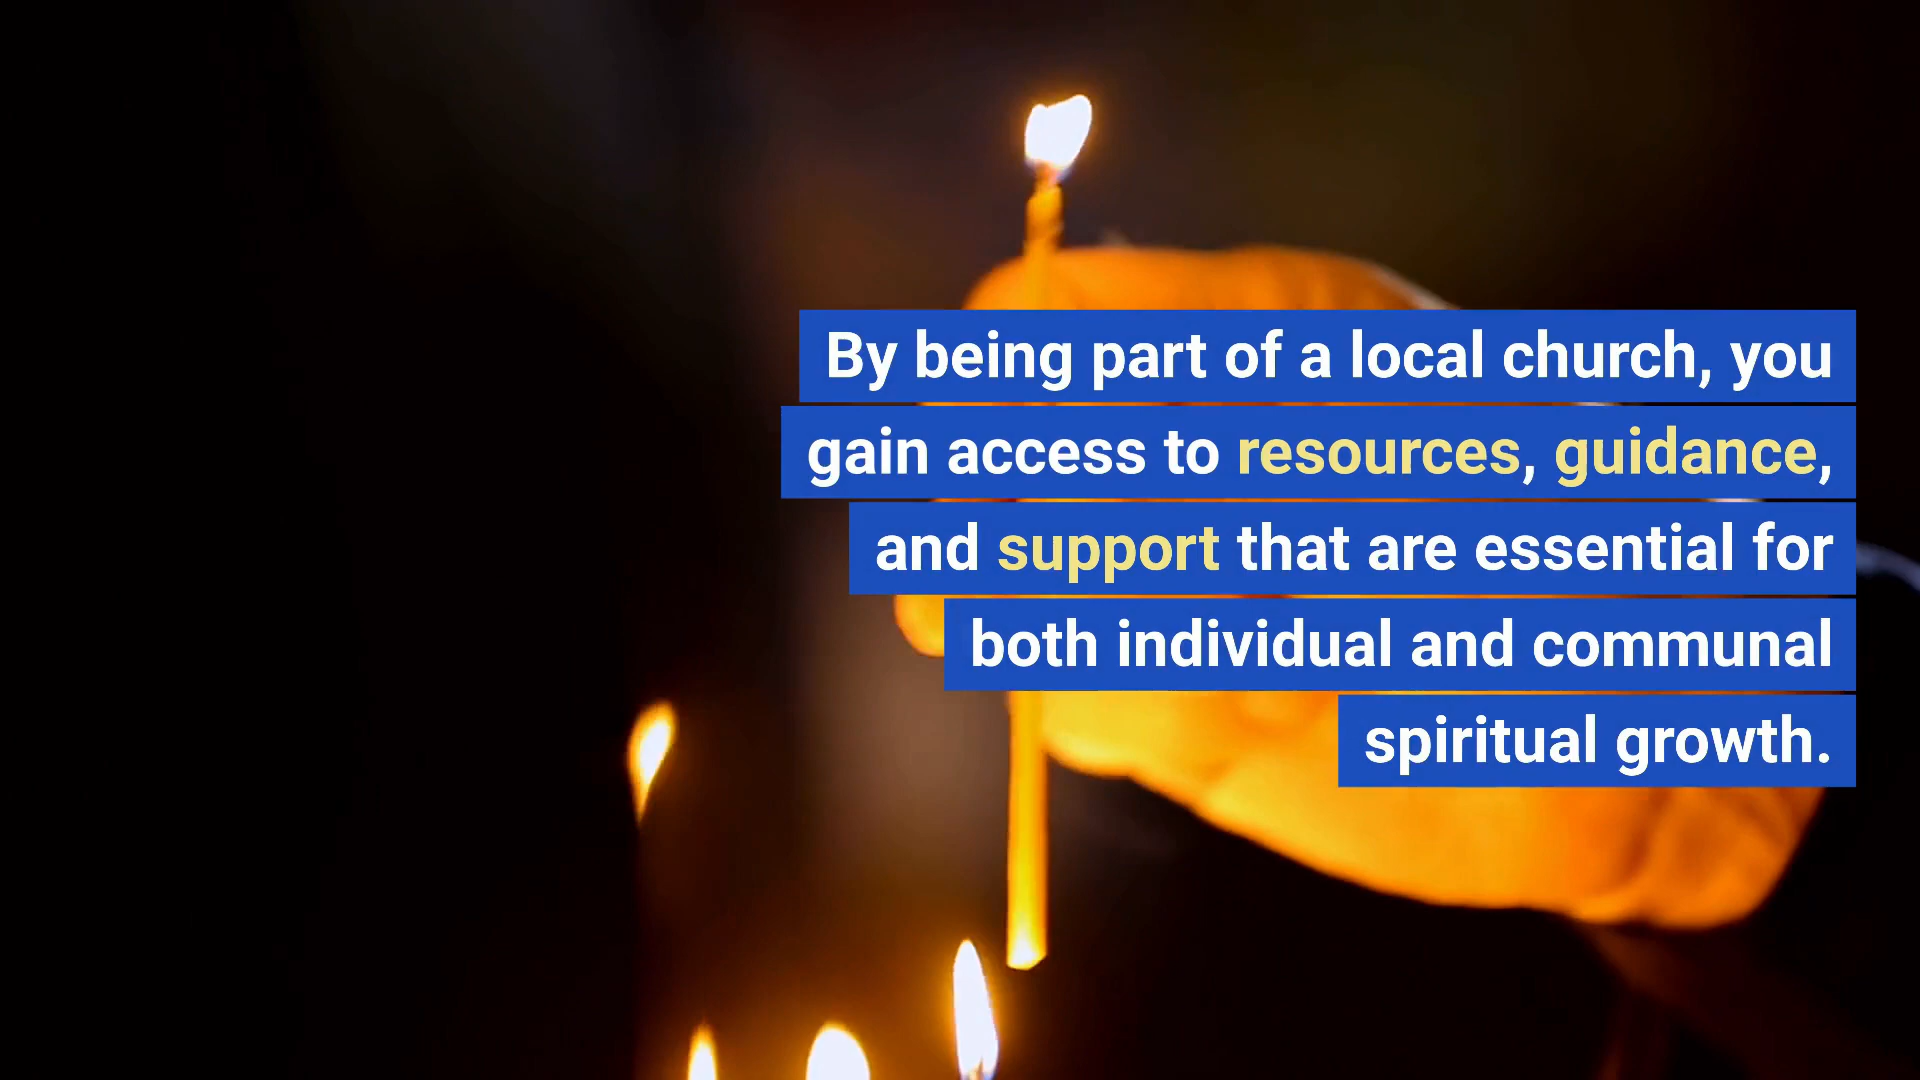 By being part of a local church, you
gain access to resources, guidance,
and support that are essential for
both individual and communal
spiritual growth.